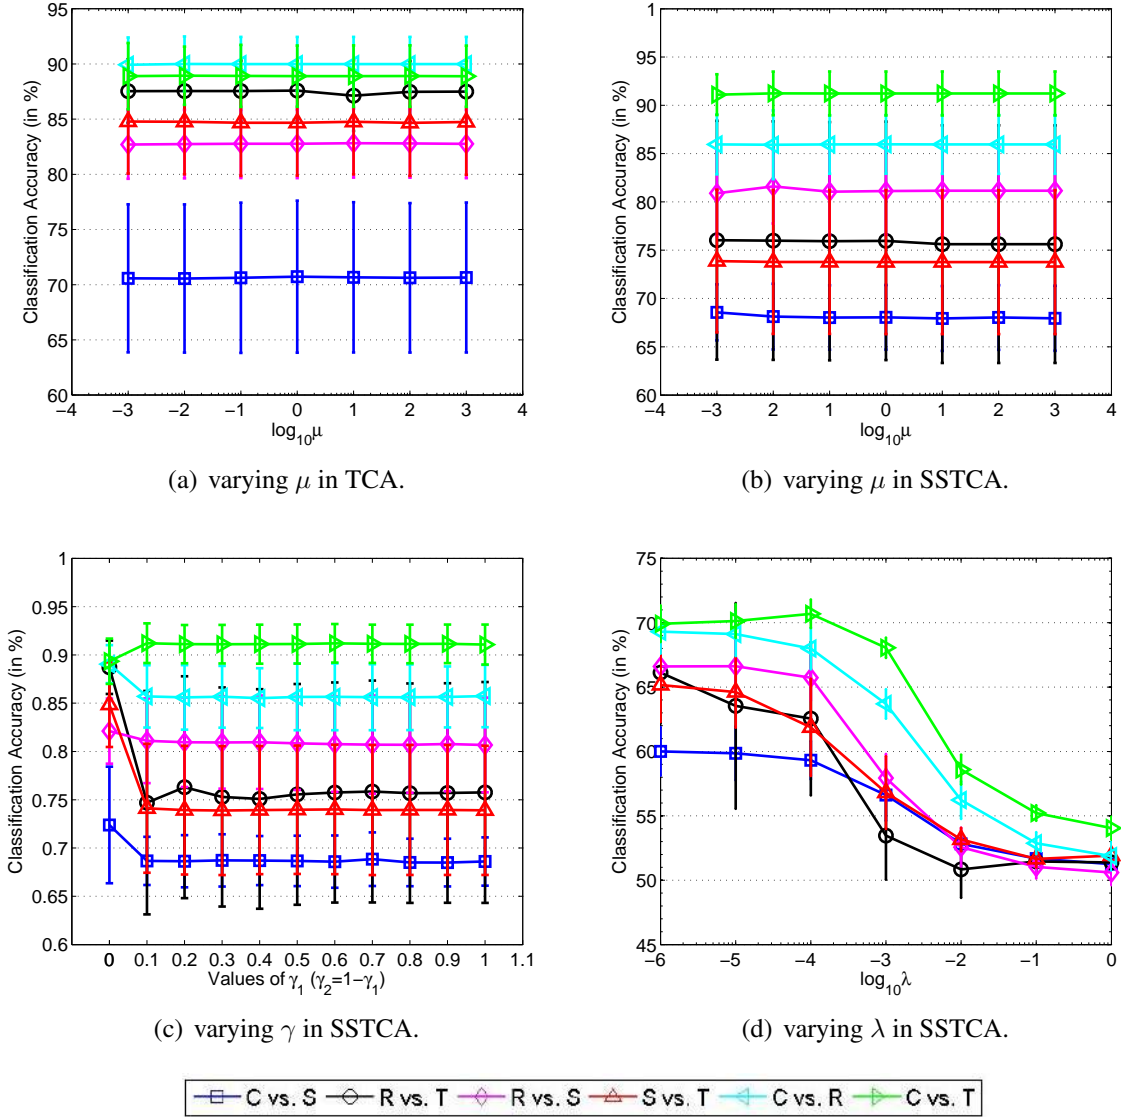 95
90
85
80
75
70
65
60
Classification Accuracy (in %)
−4 −3 −2 −1 0 1 2 3 4
log10μ
(a) varying μ in TCA.
1
95
90
85
80
75
70
65
60
Classification Accuracy (in %)
−3 2 1 0 1 2 3 4
log10μ
(b) varying μ in SSTCA.
1
0.95
0.9
0.85
0.8
0.75
0.7
0.65
0.6
Classification Accuracy (in %)
0 0.1 0.2 0.3 0.4 0.5 0.6 0.7 0.8 0.9 1 1.1
Values of γ1 (γ2=1−γ1)
(c) varying γ in SSTCA.
75
70
65
60
55
50
45
Classification Accuracy (in %)
−6 −5 −4 −3 −2 −1 0
log10λ
(d) varying λ in SSTCA.
C vs. S R vs. T R vs. S S vs. T C vs. R C vs. T